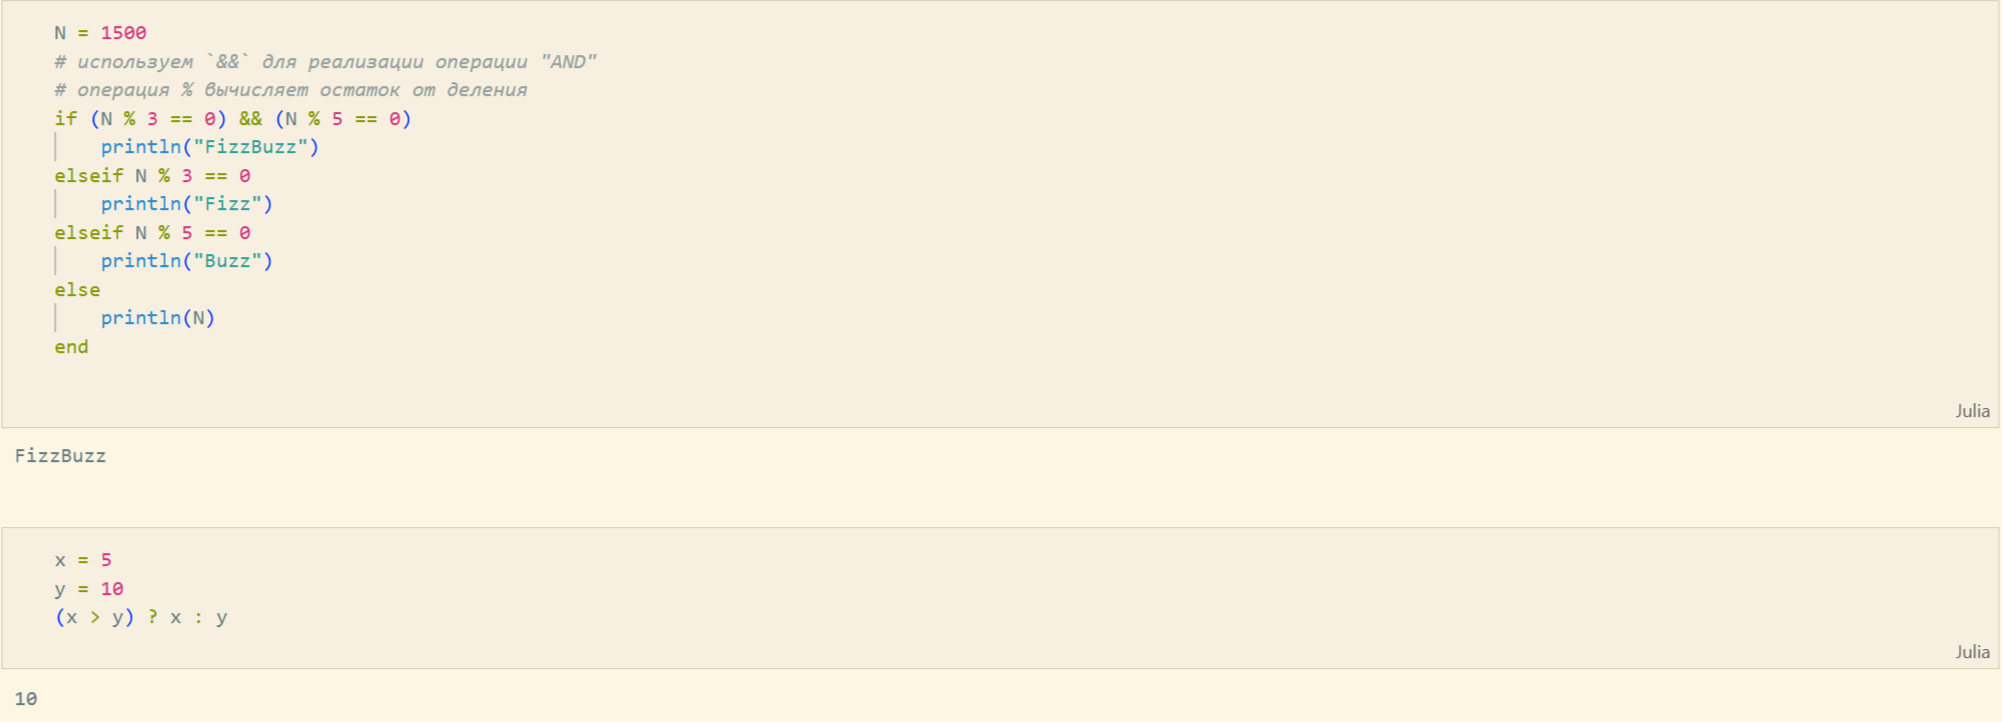 N = 1500
# используем `&&` для реализации операции "AND"
# операция % вычисляет остаток от деления
if (N % 3 == 0) && (N % 5 == 0)
    println("FizzBuzz")
elseif N % 3 == 0
    println("Fizz")
elseif N % 5 == 0
    println("Buzz")
else
    println(N)
end
Julia
FizzBuzz
x = 5
y = 10
(x > y) ? x : y
Julia
10